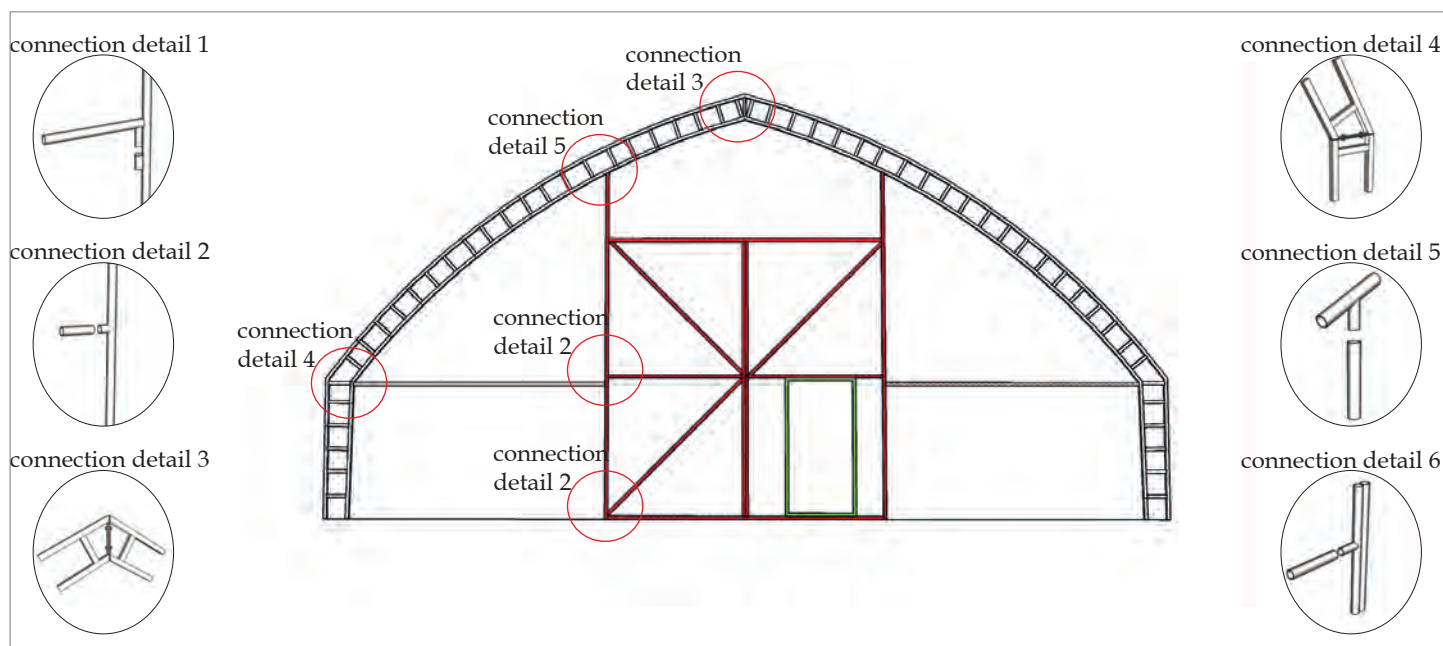 connection detail 1
connection detail 2
connection detail 3
connection
detail 3
connection
detail 5
connection
detail 4
connection
detail 2
connection
detail 2
connection detail 4
connection detail 5
connection detail 6